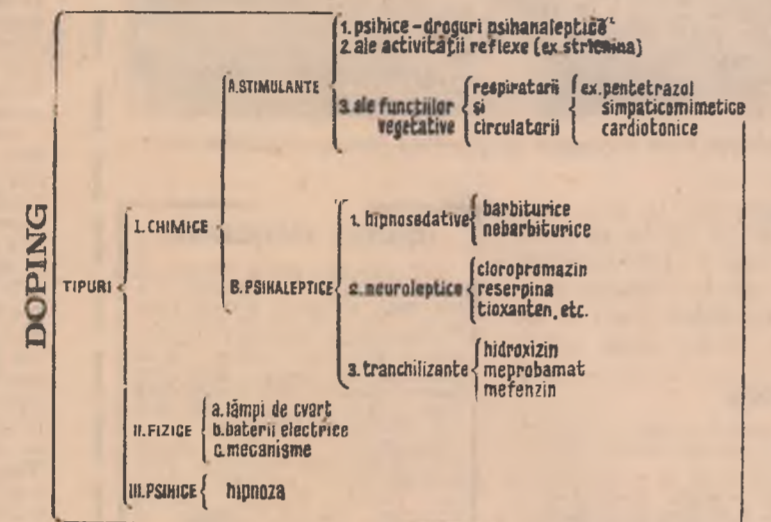 DOPING
TIPURI
I. CHIMICE
A. STIMULANTE
1. psihice – droguri psihanaleptice
2. ale activității reflexe (ex. stricnina)
3. ale funcțiilor vegetative
respiratorii
și
circulatorii
ex. pentetrazol
simpaticomimetice
cardiotonice
B. PSIHALEPTICE
1. hipnosedative
barbiturice
nebarbiturice
2. neuroleptice
cloropromazin
reserpina
tioxanten, etc.
3. tranchilizante
hidroxizin
meprobamat
mefenzin
II. FIZICE
a. lămpi de cvarț
b. baterii electrice
c. mecanisme
III. PSIHICE
hipnoza